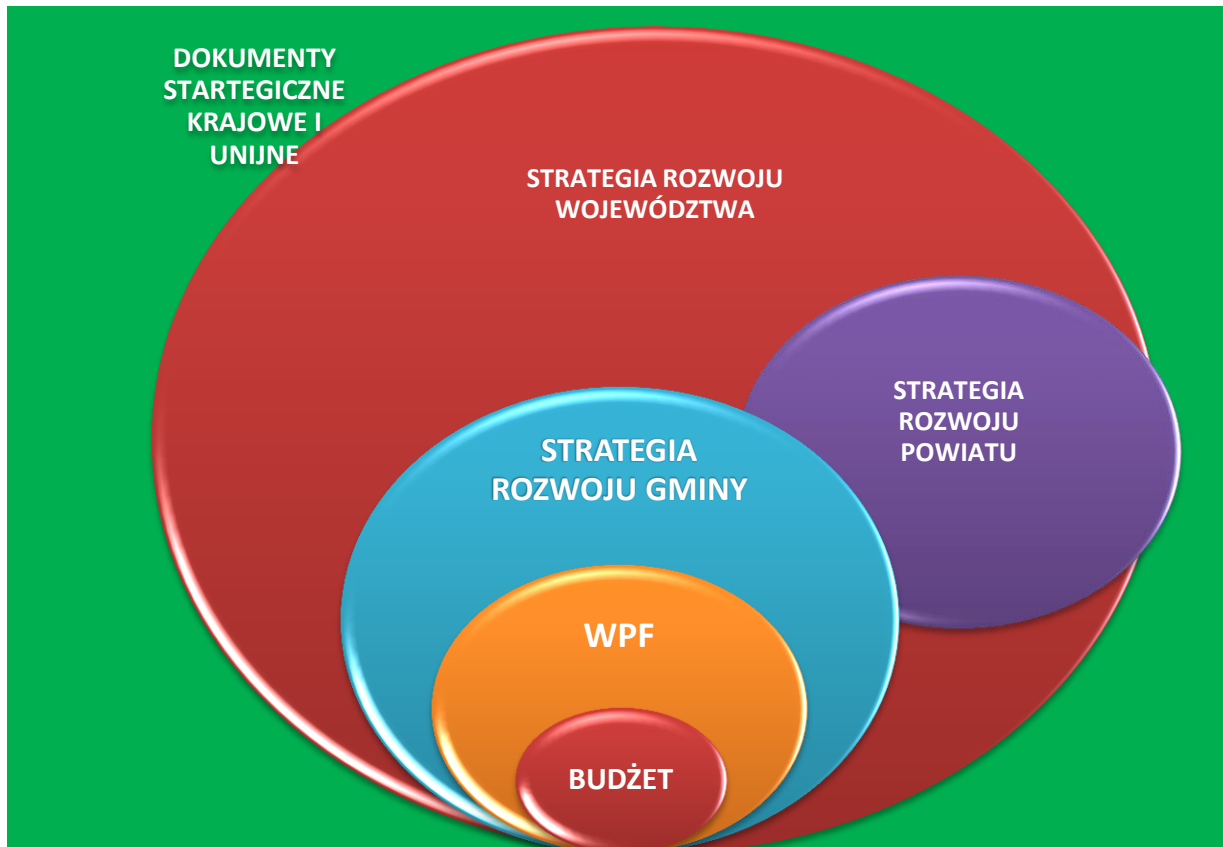 DOKUMENTY
STARTEGICZNE
KRAJOWE I
UNIJNE
STRATEGIA ROZWOJU
WOJEWÓDZTWA
STRATEGIA
ROZWOJU
POWIATU
STRATEGIA
ROZWOJU GMINY
WPF
BUDŻET